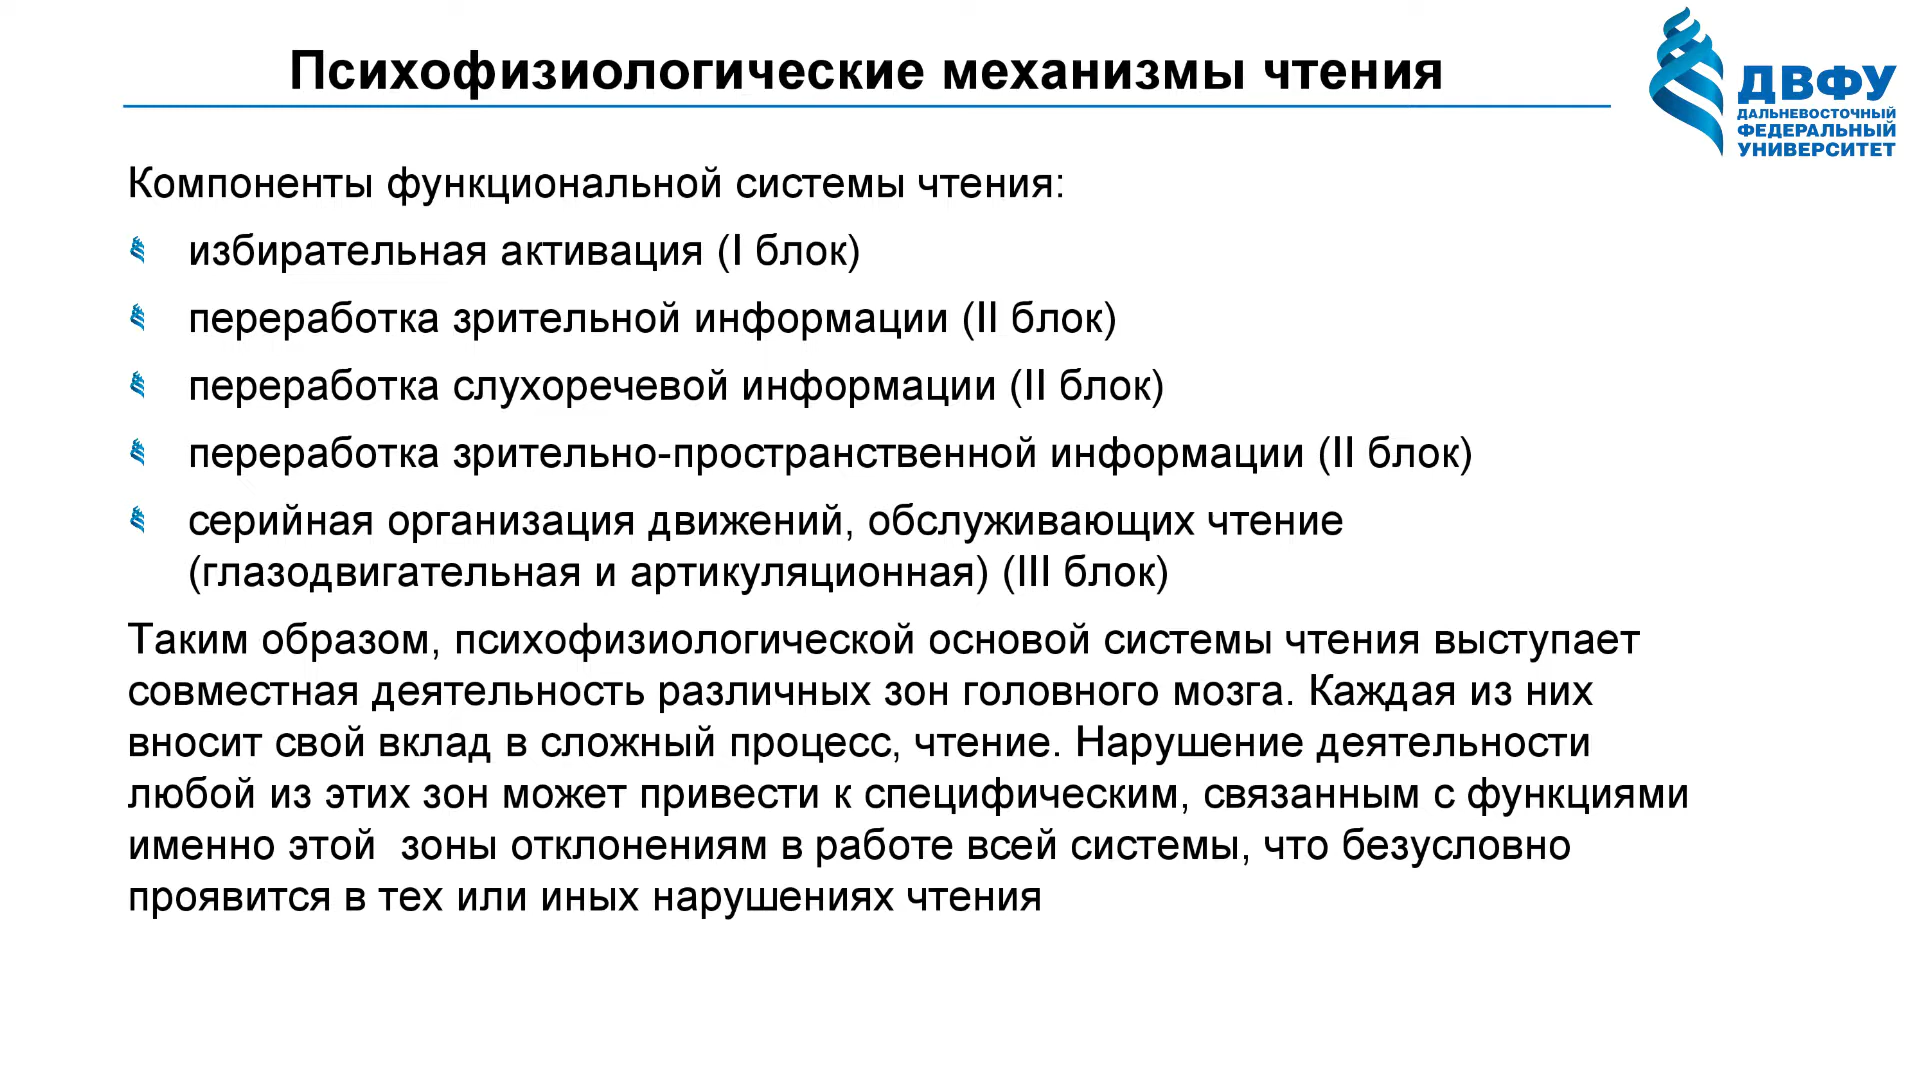 Психофизиологические механизмы чтения
ДВФУ
ДАЛЬНЕВОСТОЧНЫЙ
ФЕДЕРАЛЬНЫЙ
УНИВЕРСИТЕТ
Компоненты функциональной системы чтения:
избирательная активация (I блок)
переработка зрительной информации (II блок)
переработка слухоречевой информации (II блок)
переработка зрительно-пространственной информации (II блок)
серийная организация движений, обслуживающих чтение
(глазодвигательная и артикуляционная) (III блок)
Таким образом, психофизиологической основой системы чтения выступает
совместная деятельность различных зон головного мозга. Каждая из них
вносит свой вклад в сложный процесс, чтение. Нарушение деятельности
любой из этих зон может привести к специфическим, связанным с функциями
именно этой  зоны отклонениям в работе всей системы, что безусловно
проявится в тех или иных нарушениях чтения